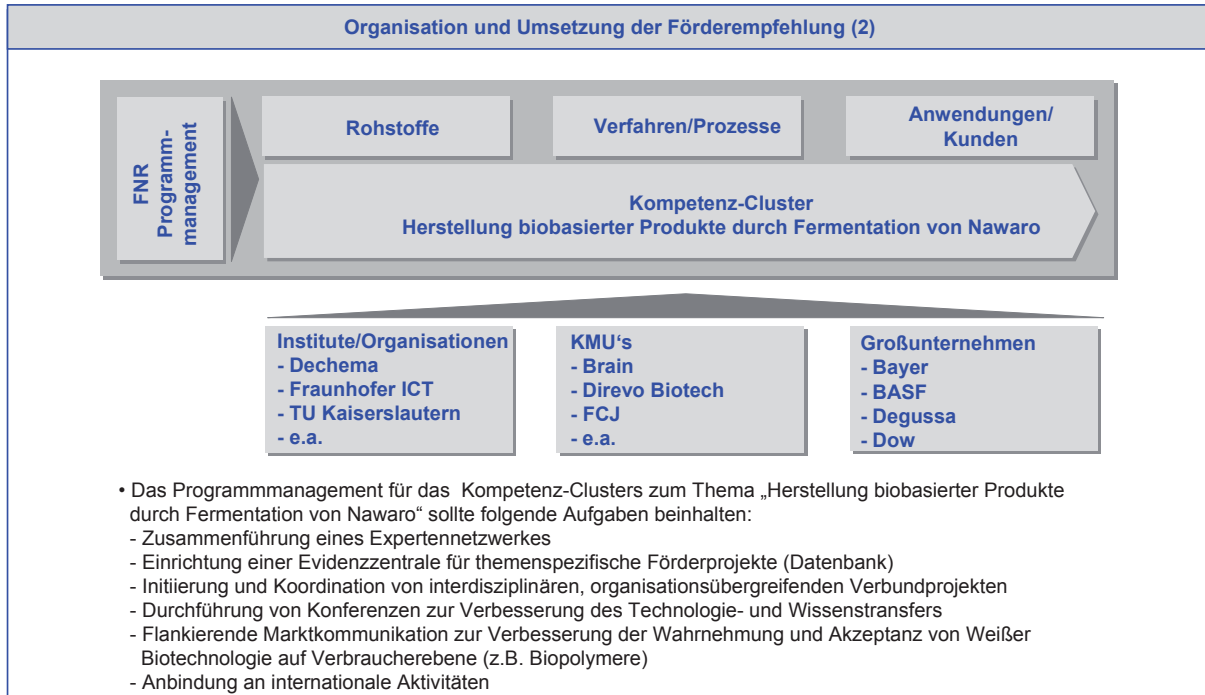 Organisation und Umsetzung der Förderempfehlung (2)
FNR
Programm-
management
Rohstoffe
Verfahren/Prozesse
Anwendungen/
Kunden
Kompetenz-Cluster
Herstellung biobasierter Produkte durch Fermentation von Nawaro
Institute/Organisationen
- Dechema
- Fraunhofer ICT
- TU Kaiserslautern
- e.a.
KMU‘s
- Brain
- Direvo Biotech
- FCJ
- e.a.
Großunternehmen
- Bayer
- BASF
- Degussa
- Dow
• Das Programmmanagement für das Kompetenz-Clusters zum Thema „Herstellung biobasierter Produkte
durch Fermentation von Nawaro“ sollte folgende Aufgaben beinhalten:
- Zusammenführung eines Expertennetzwerkes
- Einrichtung einer Evidenzzentrale für themenspezifische Förderprojekte (Datenbank)
- Initiierung und Koordination von interdisziplinären, organisationsübergreifenden Verbundprojekten
- Durchführung von Konferenzen zur Verbesserung des Technologie- und Wissenstransfers
- Flankierende Marktkommunikation zur Verbesserung der Wahrnehmung und Akzeptanz von Weißer
Biotechnologie auf Verbraucherebene (z.B. Biopolymere)
- Anbindung an internationale Aktivitäten